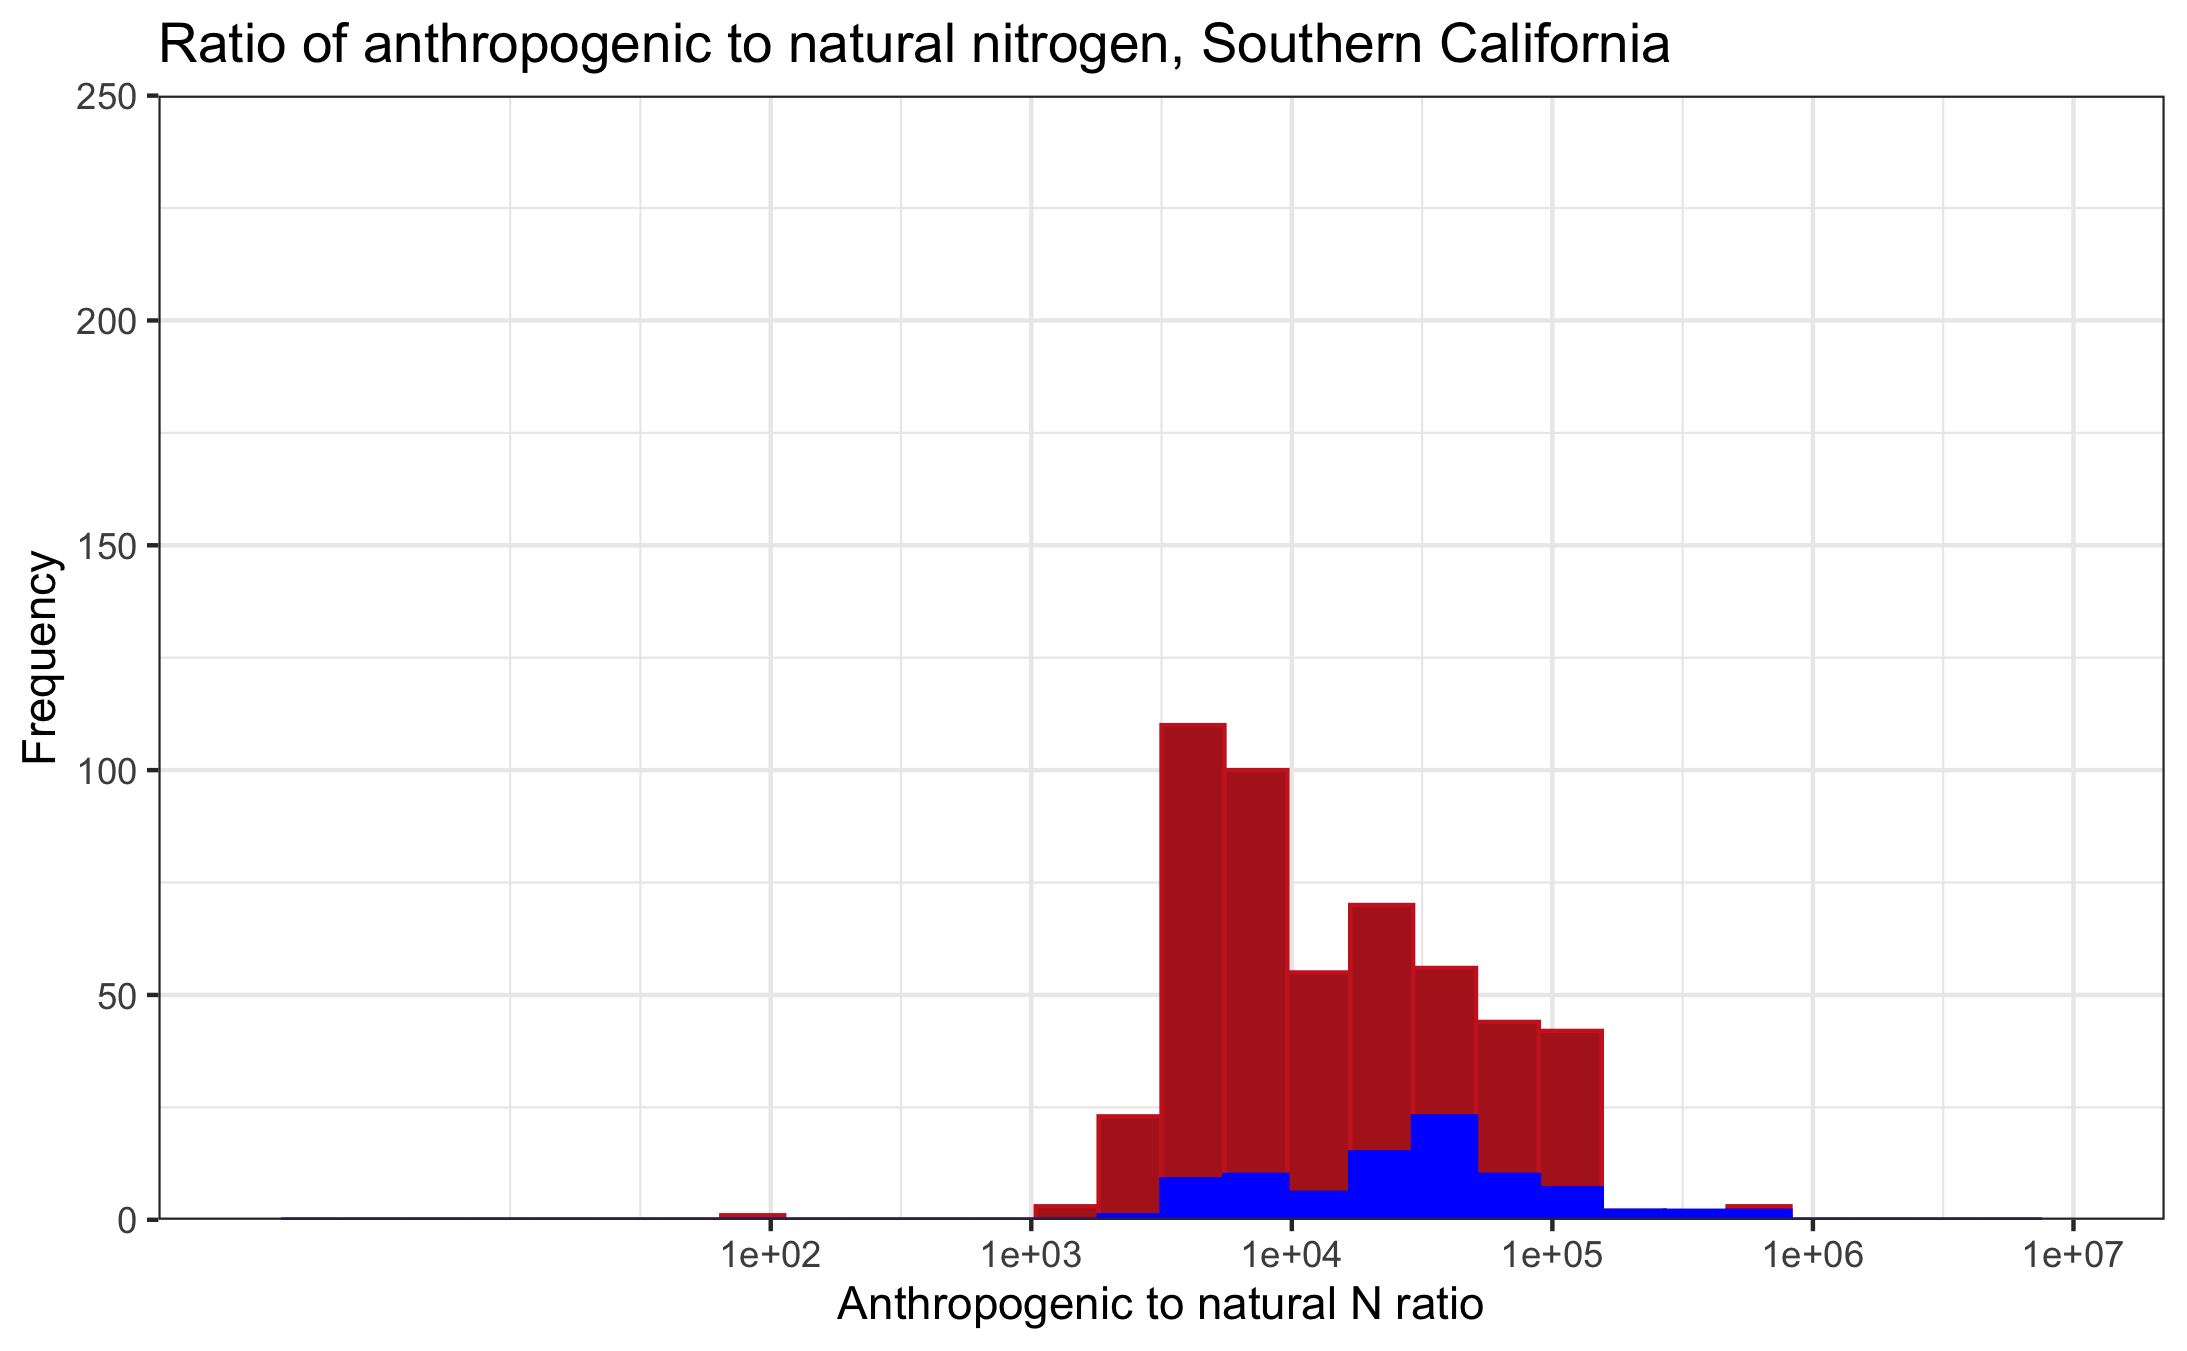 Ratio of anthropogenic to natural nitrogen, Southern California
250
200
150
100
50
0
Frequency
1e+02 1e+03 1e+04 1e+05 1e+06 1e+07
Anthropogenic to natural N ratio